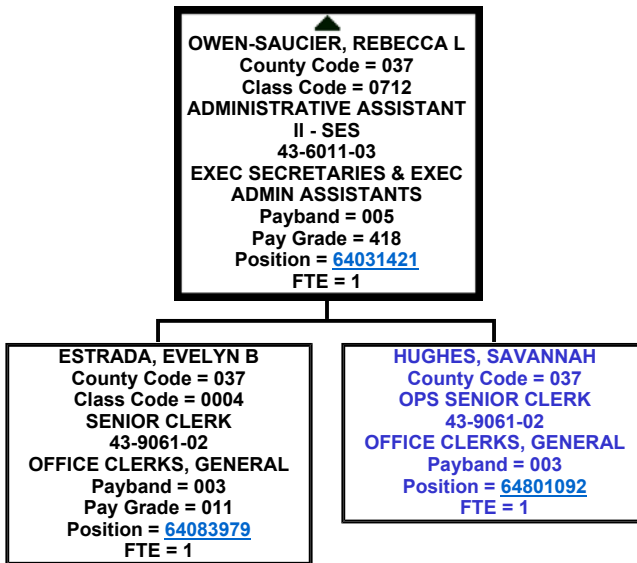 OWEN-SAUCIER, REBECCA L
County Code = 037
Class Code = 0712
ADMINISTRATIVE ASSISTANT
II - SES
43-6011-03
EXEC SECRETARIES & EXEC
ADMIN ASSISTANTS
Payband = 005
Pay Grade = 418
Position = 64031421
FTE = 1
ESTRADA, EVELYN B
County Code = 037
Class Code = 0004
SENIOR CLERK
43-9061-02
OFFICE CLERKS, GENERAL
Payband = 003
Pay Grade = 011
Position = 64083979
FTE = 1
HUGHES, SAVANNAH
County Code = 037
OPS SENIOR CLERK
43-9061-02
OFFICE CLERKS, GENERAL
Payband = 003
Position = 64801092
FTE = 1